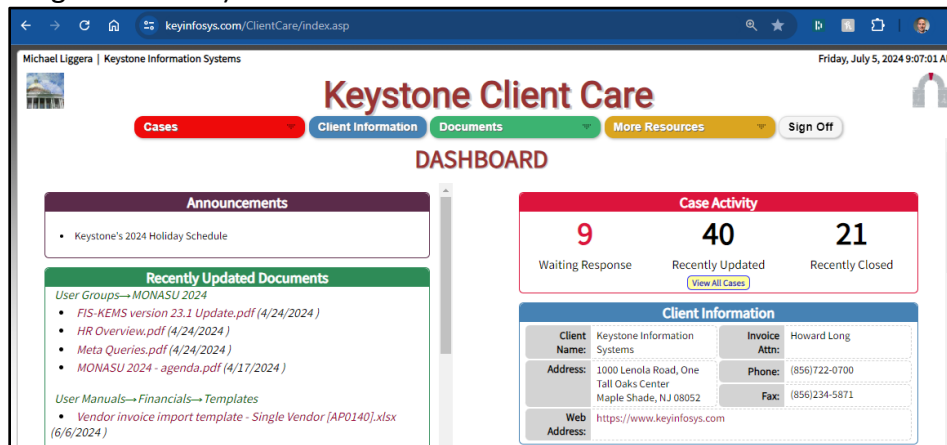 keyinfosys.com/ClientCare/index.asp
Michael Liggera | Keystone Information Systems
Friday, July 5, 2024 9:07:01 A
Keystone Client Care
Cases
Client Information
Documents
More Resources
Sign Off
DASHBOARD
Announcements
Keystone's 2024 Holiday Schedule
Recently Updated Documents
User Groups→MONASU 2024
FIS-KEMS version 23.1 Update.pdf (4/24/2024 )
HR Overview.pdf (4/24/2024 )
Meta Queries.pdf (4/24/2024 )
MONASU 2024 - agenda.pdf (4/17/2024 )
User Manuals→Financials→Templates
Vendor invoice import template - Single Vendor [AP0140].xlsx
(6/6/2024 )
Case Activity
9 40 21
Waiting Response Recently Updated Recently Closed
View All Cases
Client Information
Client Name: Keystone Information Systems
Invoice Attn: Howard Long
Address: 1000 Lenola Road, One
Tall Oaks Center
Maple Shade, NJ 08052
Phone: (856)722-0700
Fax: (856)234-5871
Web Address: https://www.keyinfosys.com